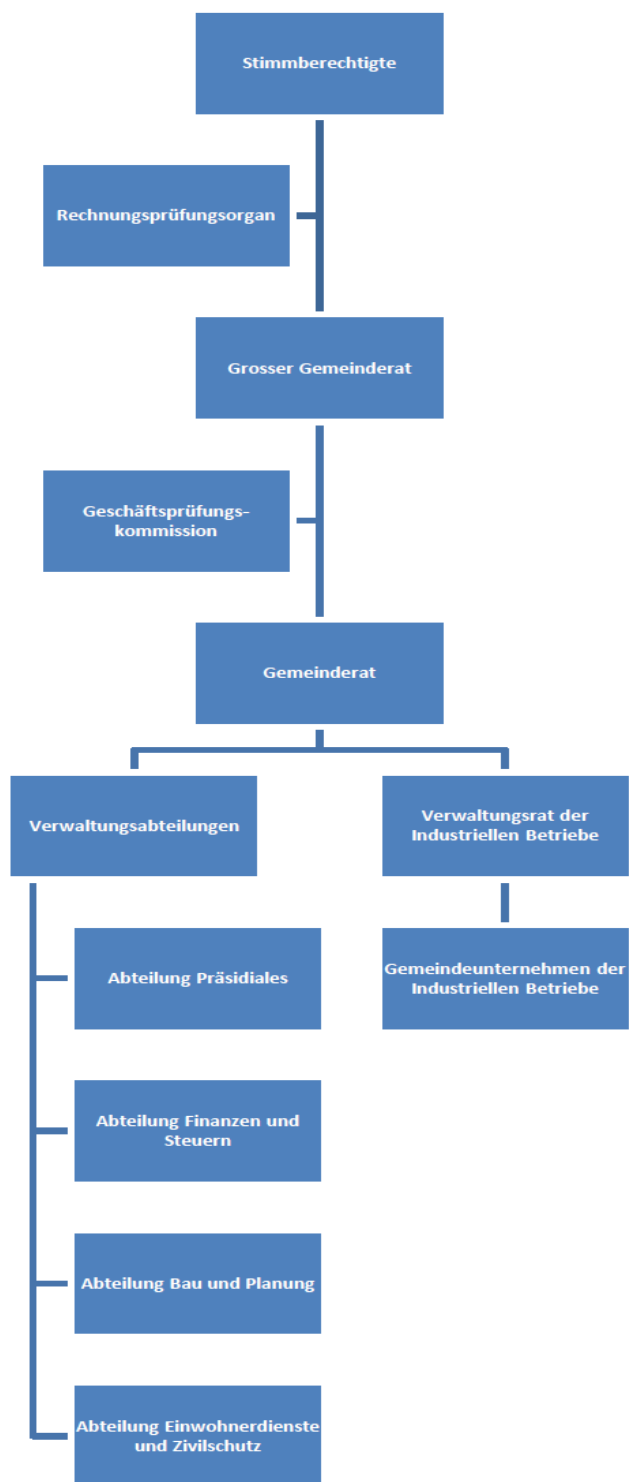 Stimmberechtigte
Rechnungsprüfungsorgan
Grosser Gemeinderat
Geschäftsprüfungs-
kommission
Gemeinderat
Verwaltungsabteilungen
Verwaltungsrat der
Industriellen Betriebe
Abteilung Präsidiales
Gemeindeunternehmen der
Industriellen Betriebe
Abteilung Finanzen und
Steuern
Abteilung Bau und Planung
Abteilung Einwohnerdienste
und Zivilschutz